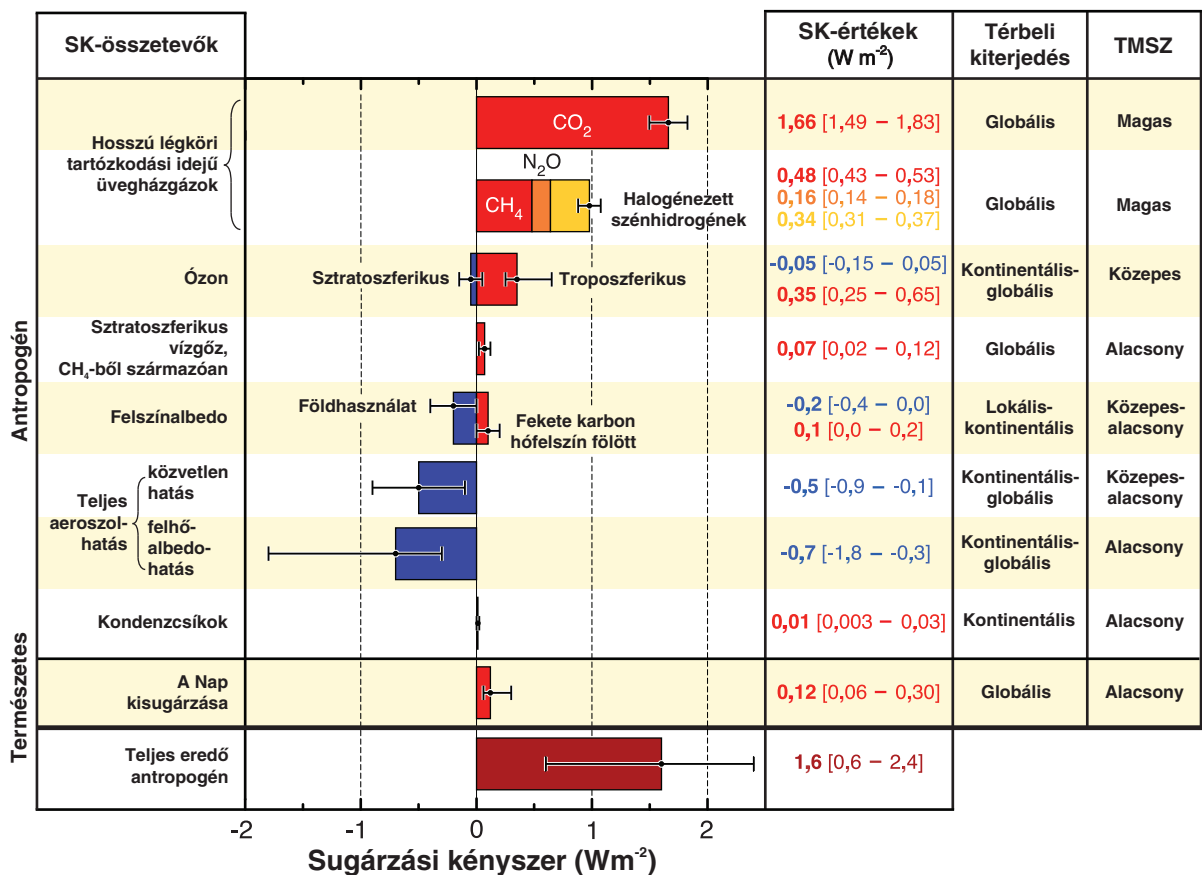 SK-összetevők
SK-értékek
(W m⁻²)
Térbeli
kiterjedés
TMSZ
Antropogén
Hosszú légköri
tartózkodási idejű
üvegházgázok
CO₂
1,66 [1,49 – 1,83]
Globális
Magas
N₂O
CH₄
Halogénezett
szénhidrogének
0,48 [0,43 – 0,53]
0,16 [0,14 – 0,18]
0,34 [0,31 – 0,37]
Globális
Magas
Ózon
Sztratoszferikus
Troposzferikus
-0,05 [-0,15 – 0,05]
0,35 [0,25 – 0,65]
Kontinentális-
globális
Közepes
Sztratoszferikus
vízgőz,
CH₄-ből származóan
0,07 [0,02 – 0,12]
Globális
Alacsony
Felszínalbedo
Földhasználat
Fekete karbon
hófelszín fölött
-0,2 [-0,4 – 0,0]
0,1 [0,0 – 0,2]
Lokális-
kontinentális
Közepes-
alacsony
Teljes
aeroszol-
hatás
közvetlen
hatás
-0,5 [-0,9 – -0,1]
Kontinentális-
globális
Közepes-
alacsony
felhő-
albedo-
hatás
-0,7 [-1,8 – -0,3]
Kontinentális-
globális
Alacsony
Kondenzcsíkok
0,01 [0,003 – 0,03]
Kontinentális
Alacsony
Természetes
A Nap
kisugárzása
0,12 [0,06 – 0,30]
Globális
Alacsony
Teljes eredő
antropogén
1,6 [0,6 – 2,4]
-2 -1 0 1 2
Sugárzási kényszer (Wm⁻²)